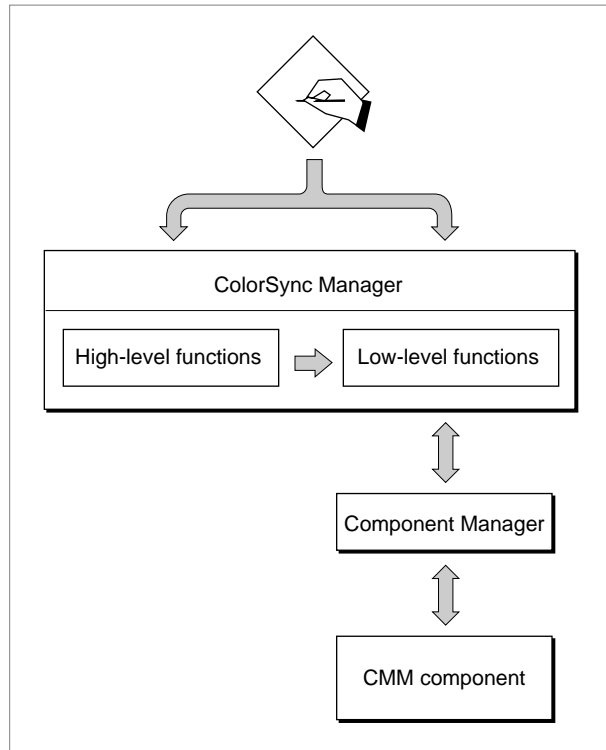 ColorSync Manager
High-level functions
Low-level functions
Component Manager
CMM component